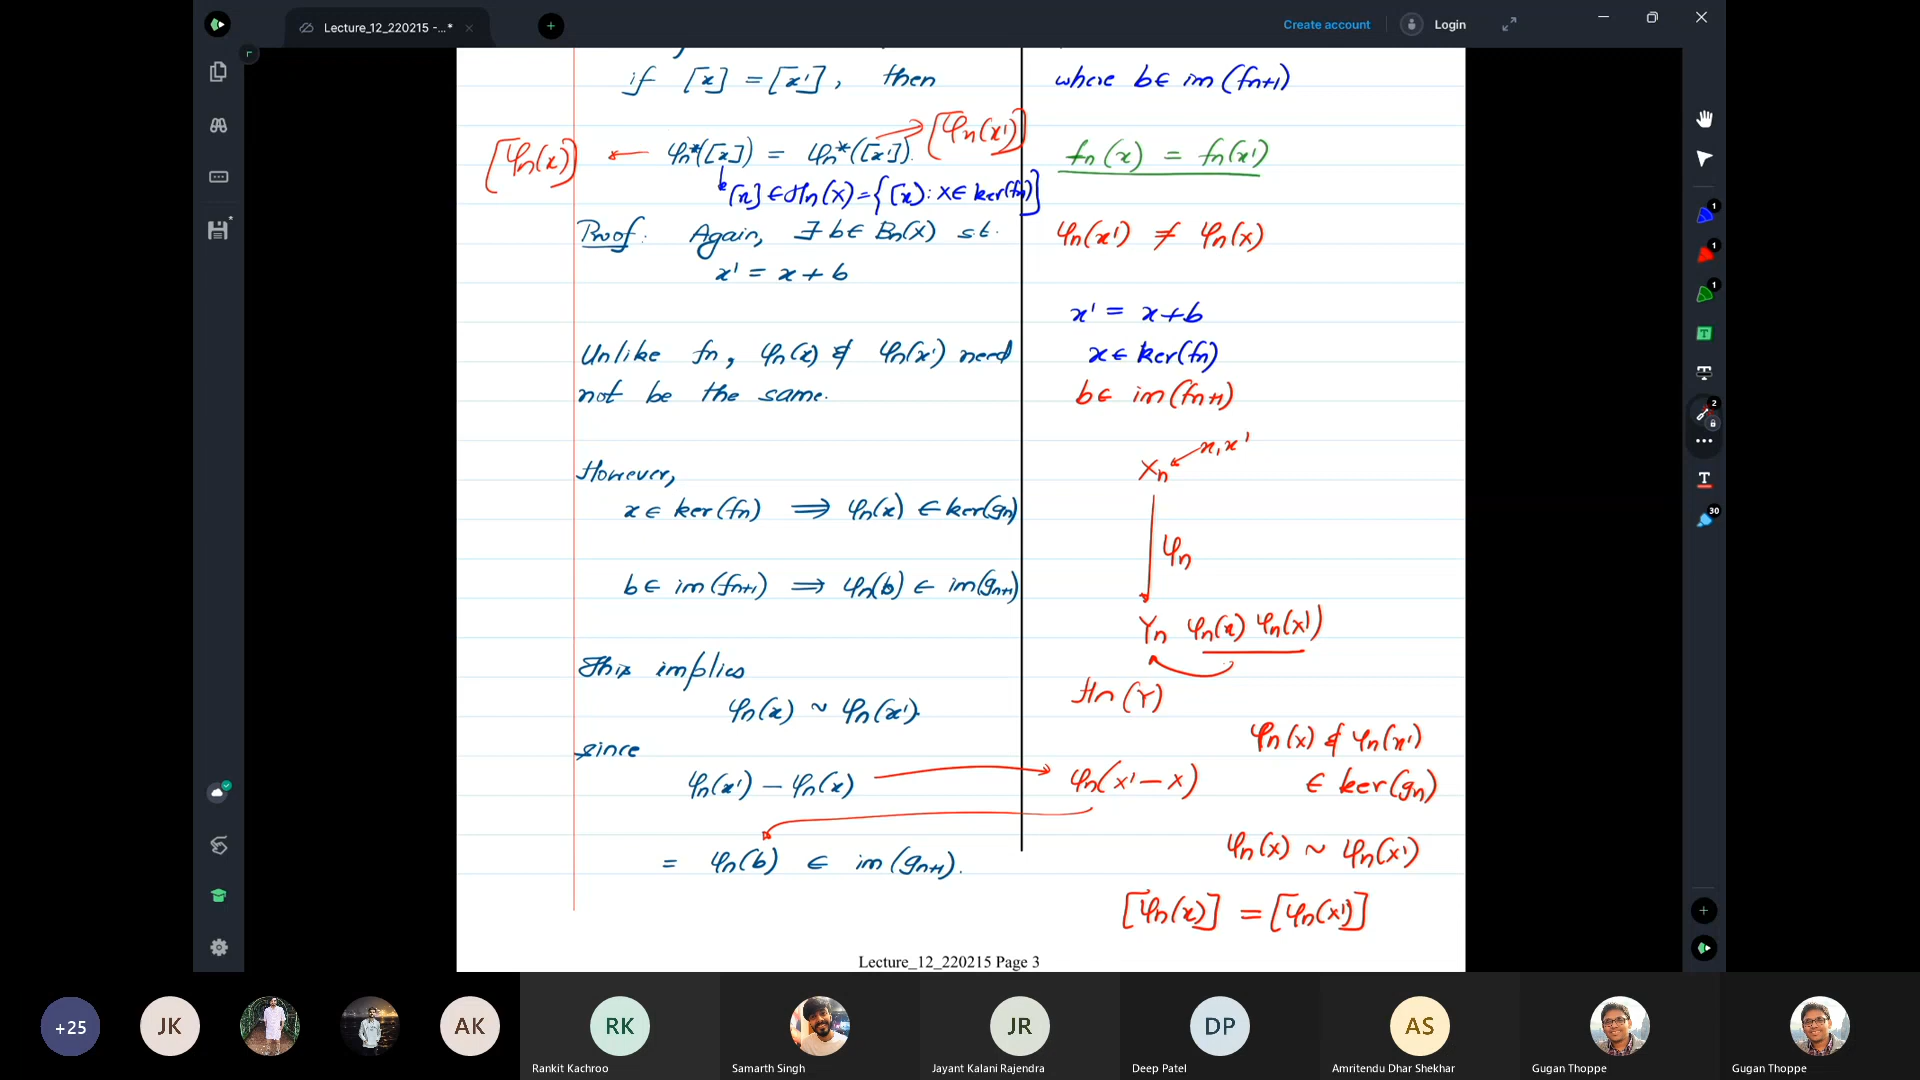 Lecture_12_220215 -...*
Create account
Login
if [x] = [x'], then
[φn(x)] ← φn*([x]) = φn*([x']). → [φn(x')]
[x] ∈ Hn(X) = {[x] : x ∈ ker(fn)}
Proof: Again, ∃ b ∈ Bn(X) s.t.
x' = x + b
Unlike fn, φn(x) & φn(x') need
not be the same.
However,
x ∈ ker(fn) ⟹ φn(x) ∈ ker(gn)
b ∈ im(fn+1) ⟹ φn(b) ∈ im(gn+1)
This implies
φn(x) ~ φn(x').
since
φn(x') – φn(x)
= φn(b) ∈ im(gn+1).
where b ∈ im(fn+1)
fn(x) = fn(x')
φn(x') ≠ φn(x)
x' = x+b
x ∈ ker(fn)
b ∈ im(fn+1)
x, x'
Xn
φn
Yn φn(x) φn(x')
Hn(Y)
φn(x) & φn(x')
φn(x' – x)
∈ ker(gn)
φn(x) ~ φn(x')
[φn(x)] = [φn(x')]
Lecture_12_220215 Page 3
1
1
1
2
30
+25
JK
AK
RK
JR
DP
AS
Rankit Kachroo
Samarth Singh
Jayant Kalani Rajendra
Deep Patel
Amritendu Dhar Shekhar
Gugan Thoppe
Gugan Thoppe